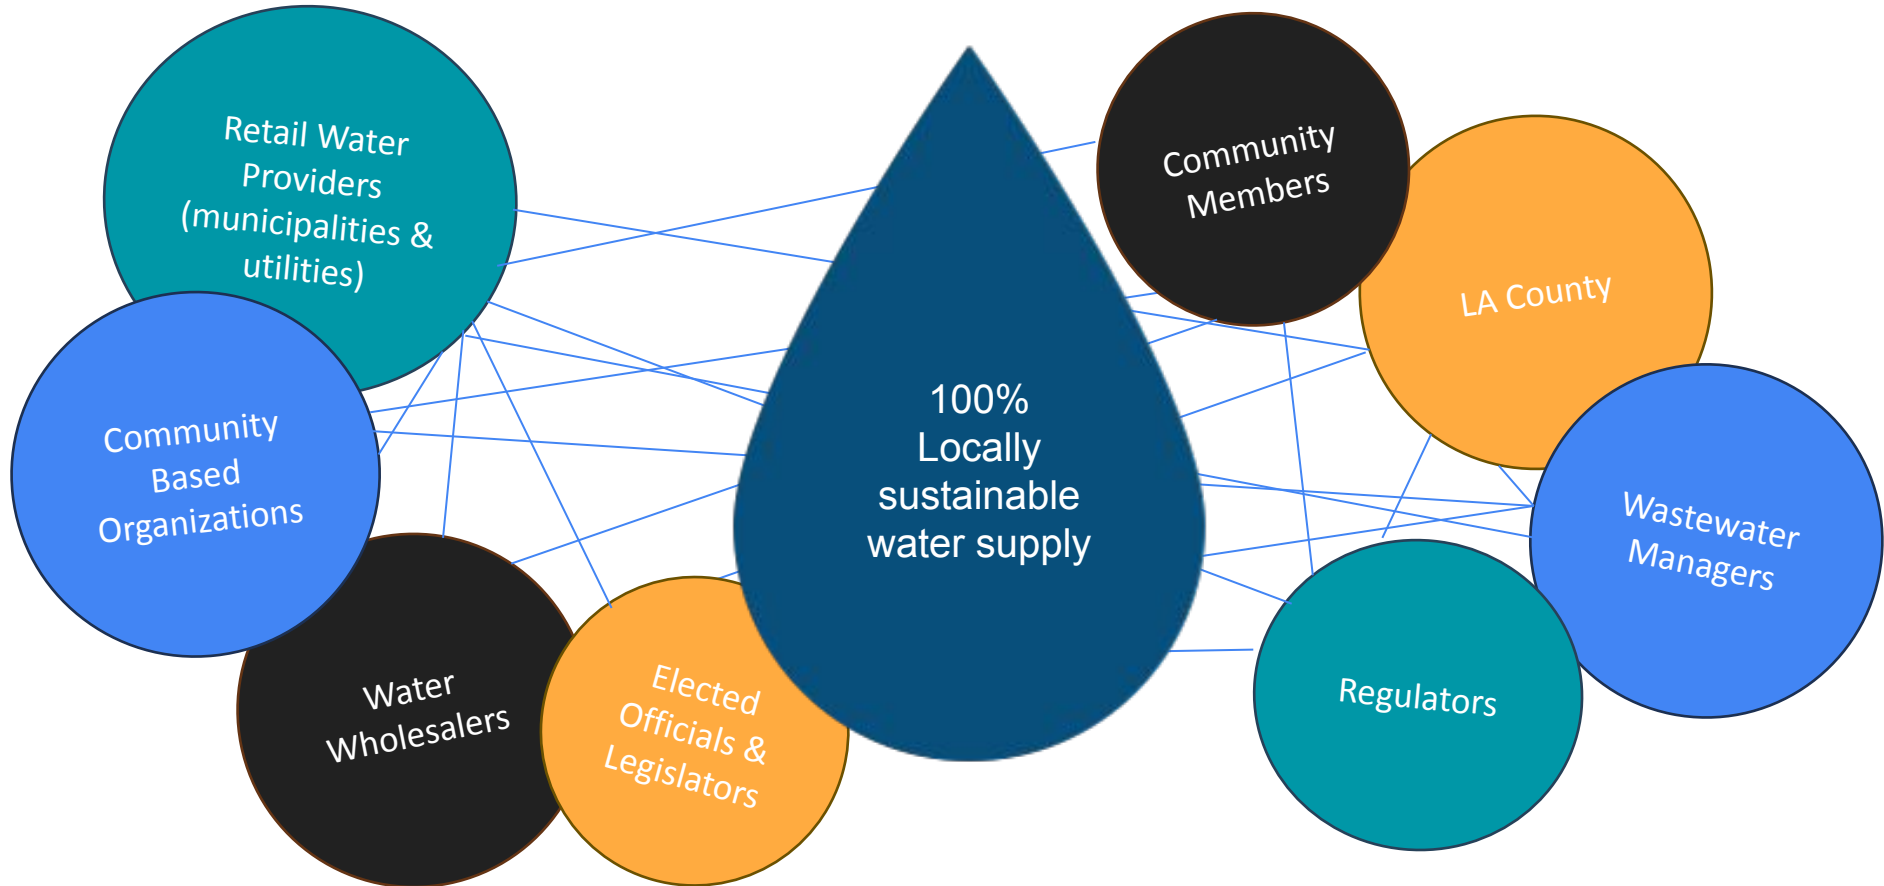 Retail Water
Providers
(municipalities &
utilities)
Community
Based
Organizations
Water
Wholesalers
Elected
Officials &
Legislators
100%
Locally
sustainable
water supply
Community
Members
LA County
Wastewater
Managers
Regulators